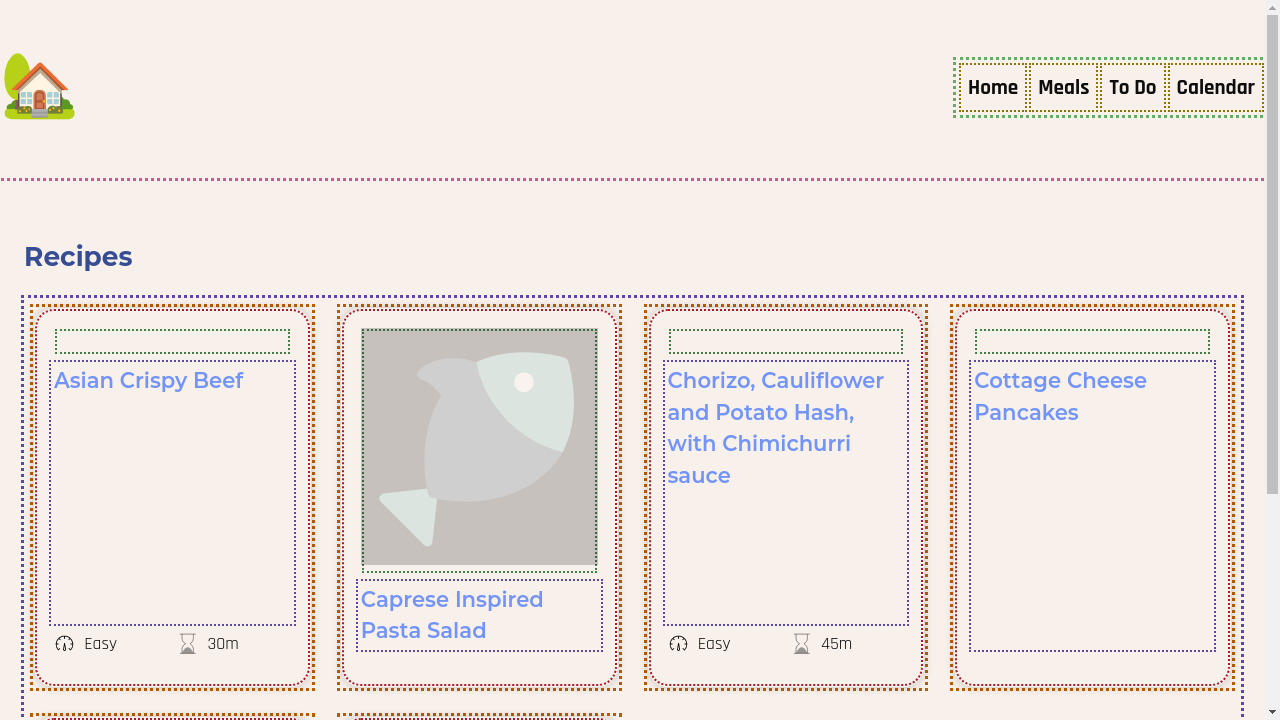 Home Meals To Do Calendar
Recipes
Asian Crispy Beef
Easy 30m
Caprese Inspired
Pasta Salad
Chorizo, Cauliflower
and Potato Hash,
with Chimichurri
sauce
Easy 45m
Cottage Cheese
Pancakes